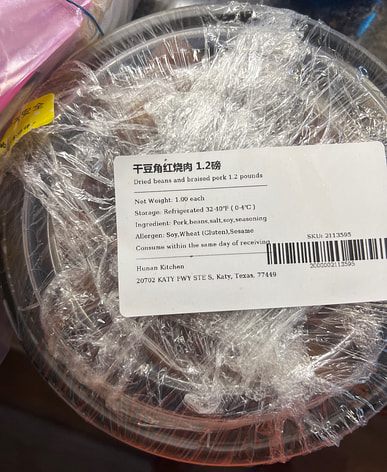 干豆角红烧肉 1.2磅
Dried beans and braised pork 1.2 pounds
Net Weight: 1.00 each
Storage: Refrigerated 32-40°F ( 0-4℃ )
Ingredient: Pork,beans,salt,soy,seasoning
Allergen: Soy,Wheat (Gluten),Sesame
Consume within the same day of receiving
SKU: 2113595
2000002113595
Hunan Kitchen
20702 KATY FWY STE S, Katy, Texas, 77449